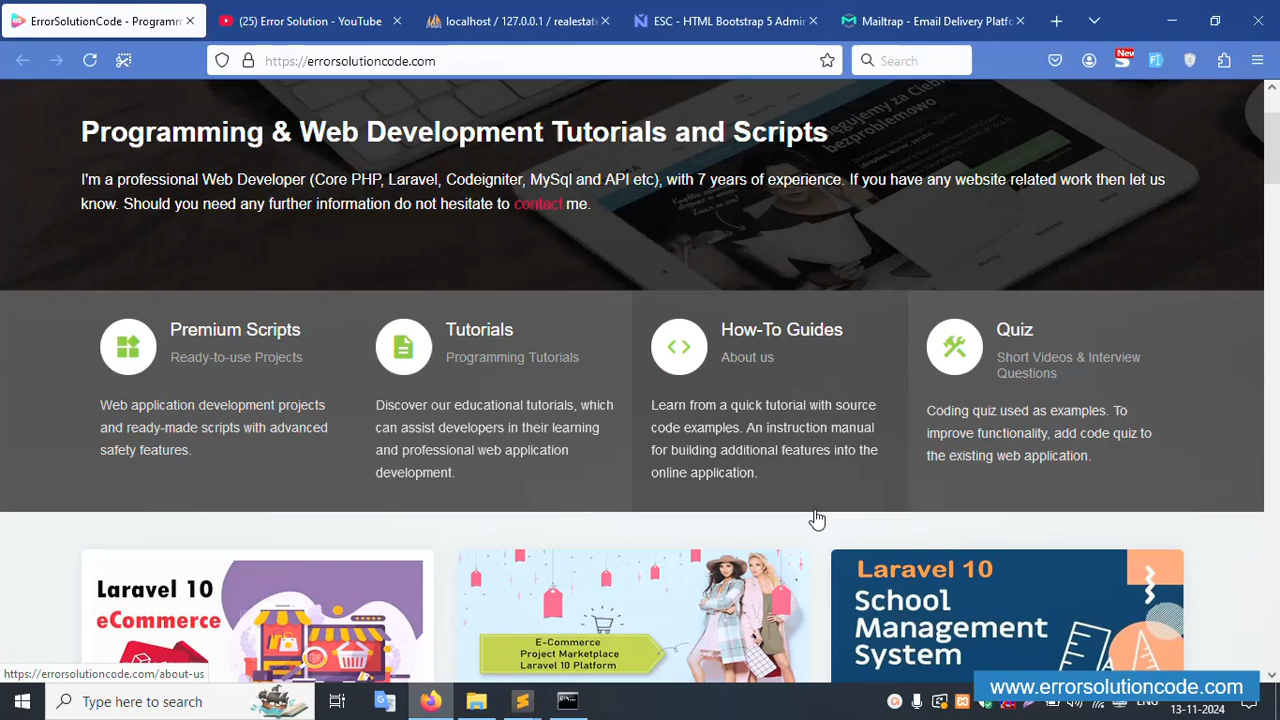 ErrorSolutionCode - Programm
(25) Error Solution - YouTube
localhost / 127.0.0.1 / realestat
ESC - HTML Bootstrap 5 Admin
Mailtrap - Email Delivery Platfo
https://errorsolutioncode.com
Search
New
Programming & Web Development Tutorials and Scripts
I'm a professional Web Developer (Core PHP, Laravel, Codeigniter, MySql and API etc), with 7 years of experience. If you have any website related work then let us
know. Should you need any further information do not hesitate to contact me.
Premium Scripts
Ready-to-use Projects
Web application development projects
and ready-made scripts with advanced
safety features.
Tutorials
Programming Tutorials
Discover our educational tutorials, which
can assist developers in their learning
and professional web application
development.
How-To Guides
About us
Learn from a quick tutorial with source
code examples. An instruction manual
for building additional features into the
online application.
Quiz
Short Videos & Interview
Questions
Coding quiz used as examples. To
improve functionality, add code quiz to
the existing web application.
Laravel 10
eCommerce
E-Commerce
Project Marketplace
Laravel 10 Platform
Laravel 10
School
Management
System
https://errorsolutioncode.com/about-us
Type here to search
www.errorsolutioncode.com
13-11-2024